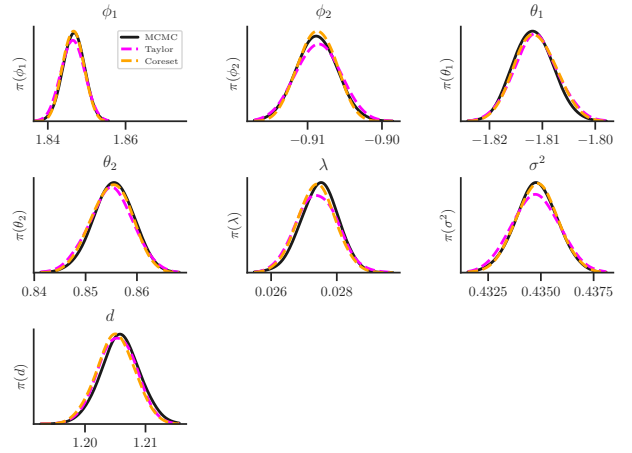 ϕ₁
π(ϕ₁)
MCMC
Taylor
Coreset
1.84 1.86
ϕ₂
π(ϕ₂)
−0.91 −0.90
θ₁
π(θ₁)
−1.82 −1.81 −1.80
θ₂
π(θ₂)
0.84 0.85 0.86
λ
π(λ)
0.026 0.028
σ²
π(σ²)
0.4325 0.4350 0.4375
d
π(d)
1.20 1.21